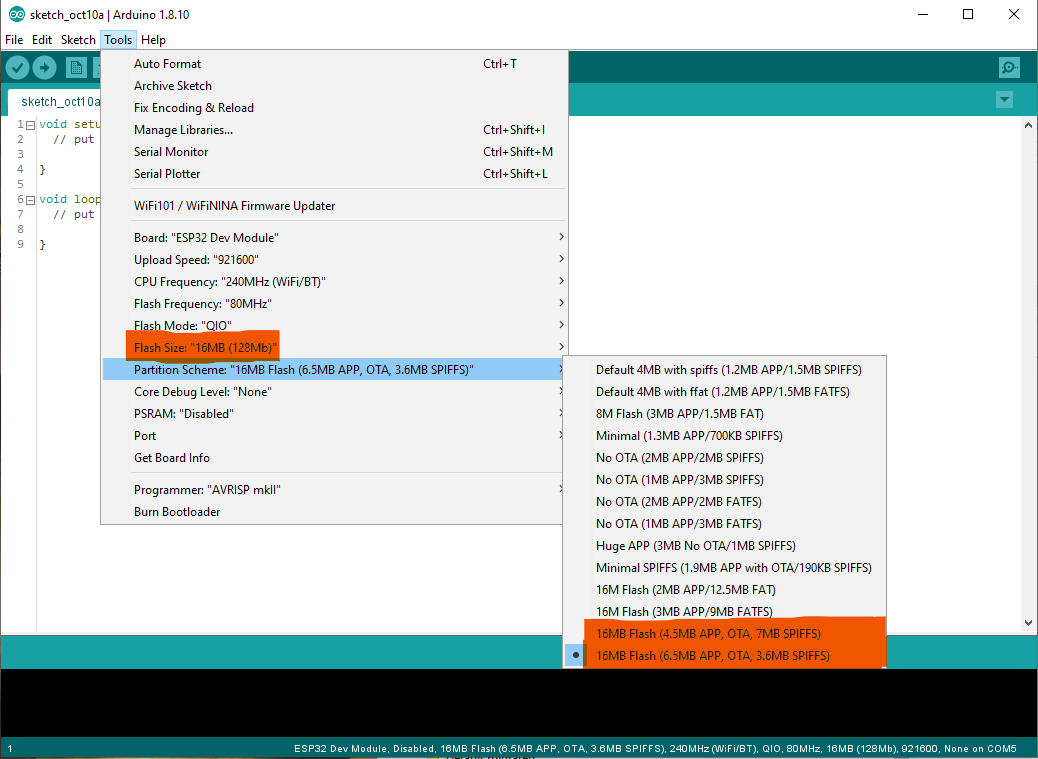 sketch_oct10a | Arduino 1.8.10
File Edit Sketch Tools Help
sketch_oct10a
1 void setu
2 // put
3
4 }
5
6 void loop
7 // put
8
9 }
Auto Format Ctrl+T
Archive Sketch
Fix Encoding & Reload
Manage Libraries... Ctrl+Shift+I
Serial Monitor Ctrl+Shift+M
Serial Plotter Ctrl+Shift+L
WiFi101 / WiFiNINA Firmware Updater
Board: "ESP32 Dev Module"
Upload Speed: "921600"
CPU Frequency: "240MHz (WiFi/BT)"
Flash Frequency: "80MHz"
Flash Mode: "QIO"
Flash Size: "16MB (128Mb)"
Partition Scheme: "16MB Flash (6.5MB APP, OTA, 3.6MB SPIFFS)"
Core Debug Level: "None"
PSRAM: "Disabled"
Port
Get Board Info
Programmer: "AVRISP mkII"
Burn Bootloader
Default 4MB with spiffs (1.2MB APP/1.5MB SPIFFS)
Default 4MB with ffat (1.2MB APP/1.5MB FATFS)
8M Flash (3MB APP/1.5MB FAT)
Minimal (1.3MB APP/700KB SPIFFS)
No OTA (2MB APP/2MB SPIFFS)
No OTA (1MB APP/3MB SPIFFS)
No OTA (2MB APP/2MB FATFS)
No OTA (1MB APP/3MB FATFS)
Huge APP (3MB No OTA/1MB SPIFFS)
Minimal SPIFFS (1.9MB APP with OTA/190KB SPIFFS)
16M Flash (2MB APP/12.5MB FAT)
16M Flash (3MB APP/9MB FATFS)
16MB Flash (4.5MB APP, OTA, 7MB SPIFFS)
16MB Flash (6.5MB APP, OTA, 3.6MB SPIFFS)
1 ESP32 Dev Module, Disabled, 16MB Flash (6.5MB APP, OTA, 3.6MB SPIFFS), 240MHz (WiFi/BT), QIO, 80MHz, 16MB (128Mb), 921600, None on COM5